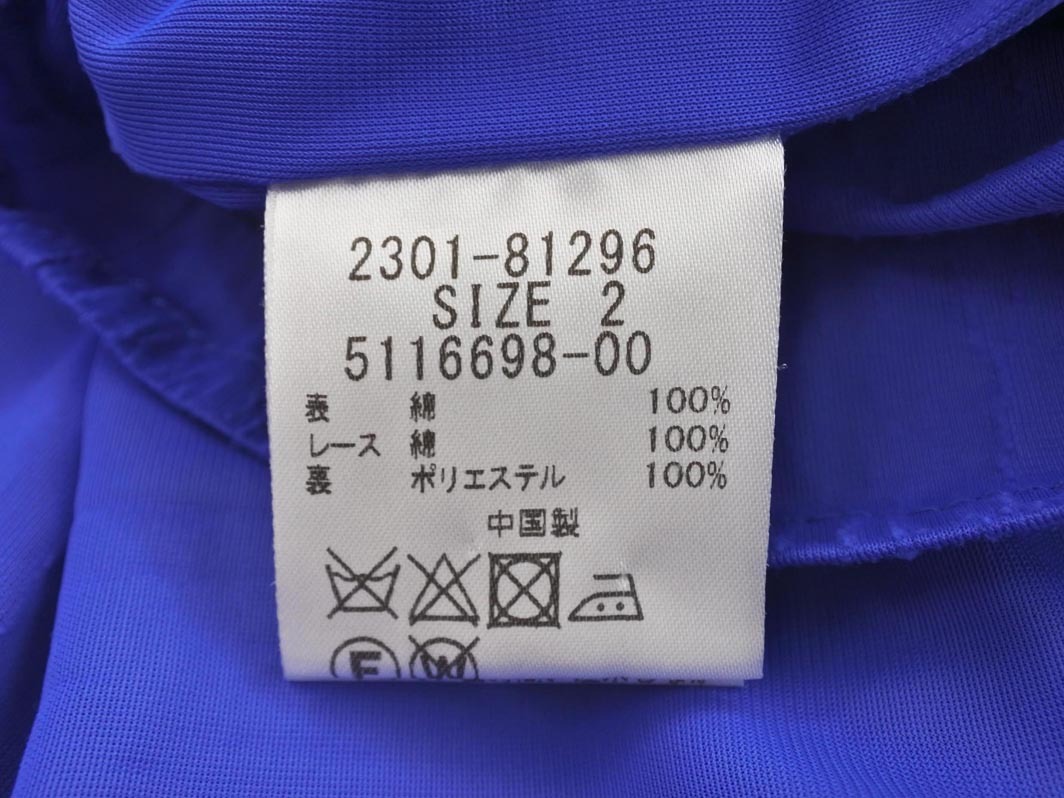 2301-81296
SIZE 2
5116698-00
表 綿 100%
レース 綿 100%
裏 ポリエステル 100%
中国製
F W